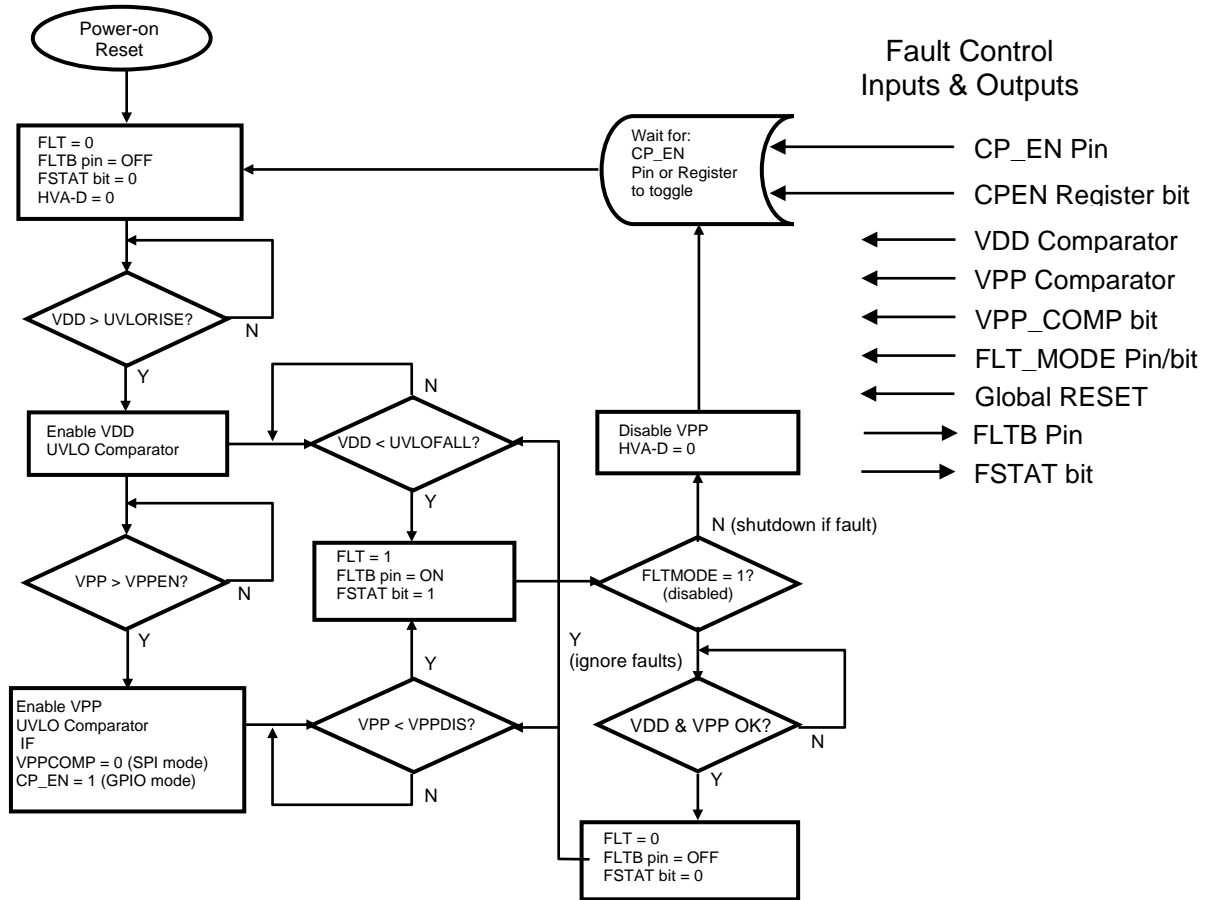 Power-on
Reset
Fault Control
Inputs & Outputs
FLT = 0
FLTB pin = OFF
FSTAT bit = 0
HVA-D = 0
Wait for:
CP_EN
Pin or Register
to toggle
CP_EN Pin
CPEN Register bit
VDD Comparator
VPP Comparator
VPP_COMP bit
FLT_MODE Pin/bit
Global RESET
FLTB Pin
FSTAT bit
VDD > UVLORISE?
N
Y
Enable VDD
UVLO Comparator
N
VDD < UVLOFALL?
Y
Disable VPP
HVA-D = 0
N (shutdown if fault)
VPP > VPPEN?
N
Y
FLT = 1
FLTB pin = ON
FSTAT bit = 1
FLTMODE = 1?
(disabled)
Y
(ignore faults)
Enable VPP
UVLO Comparator
IF
VPPCOMP = 0 (SPI mode)
CP_EN = 1 (GPIO mode)
Y
VPP < VPPDIS?
N
VDD & VPP OK?
N
Y
FLT = 0
FLTB pin = OFF
FSTAT bit = 0